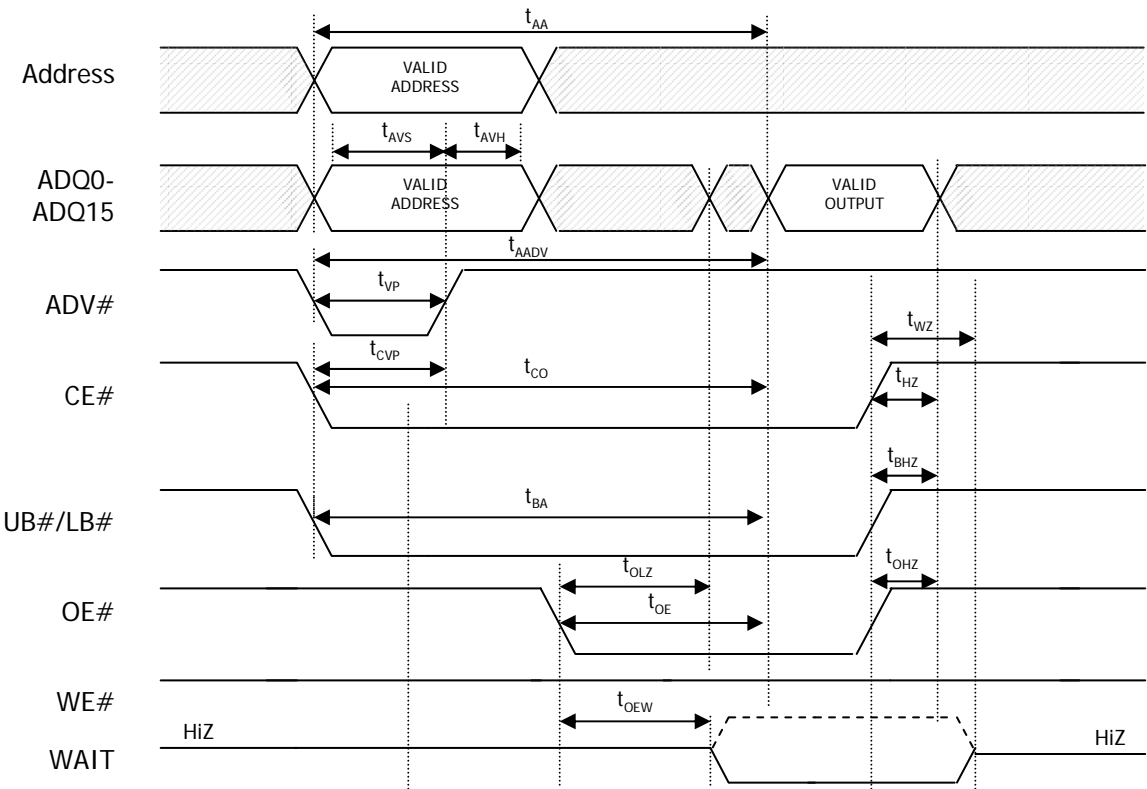 t_AA
Address
VALID
ADDRESS
t_AVS
t_AVH
ADQ0-
ADQ15
VALID
ADDRESS
VALID
OUTPUT
t_AADV
ADV#
t_VP
t_WZ
t_CVP
t_CO
t_HZ
CE#
t_BHZ
UB#/LB#
t_BA
t_OLZ
t_OHZ
OE#
t_OE
WE#
t_OEW
HiZ
HiZ
WAIT